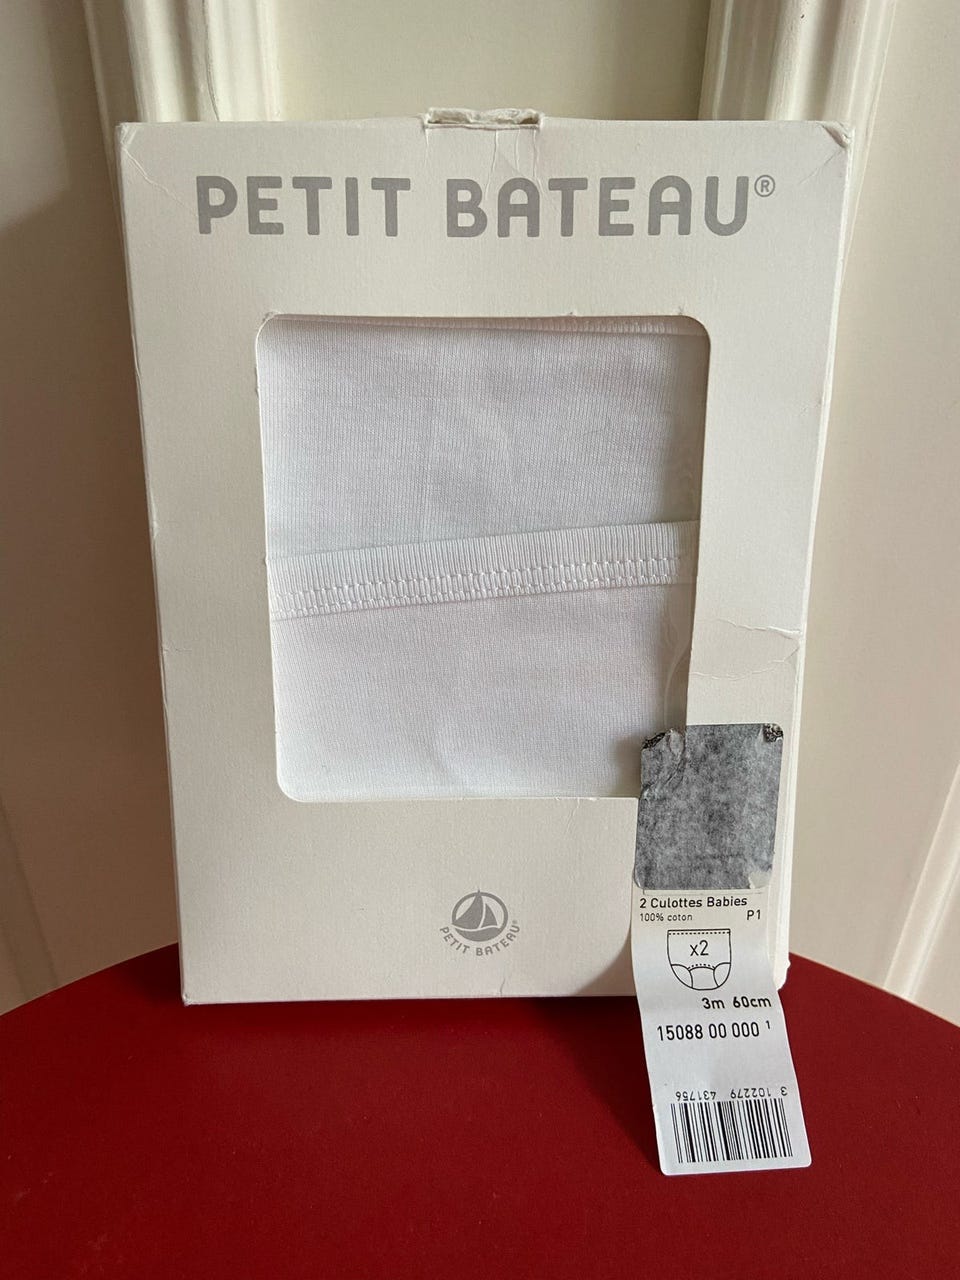 PETIT BATEAU®
PETIT BATEAU®
2 Culottes Babies
100% coton P1
x2
3m 60cm
15088 00 000 1
3 102279 431756